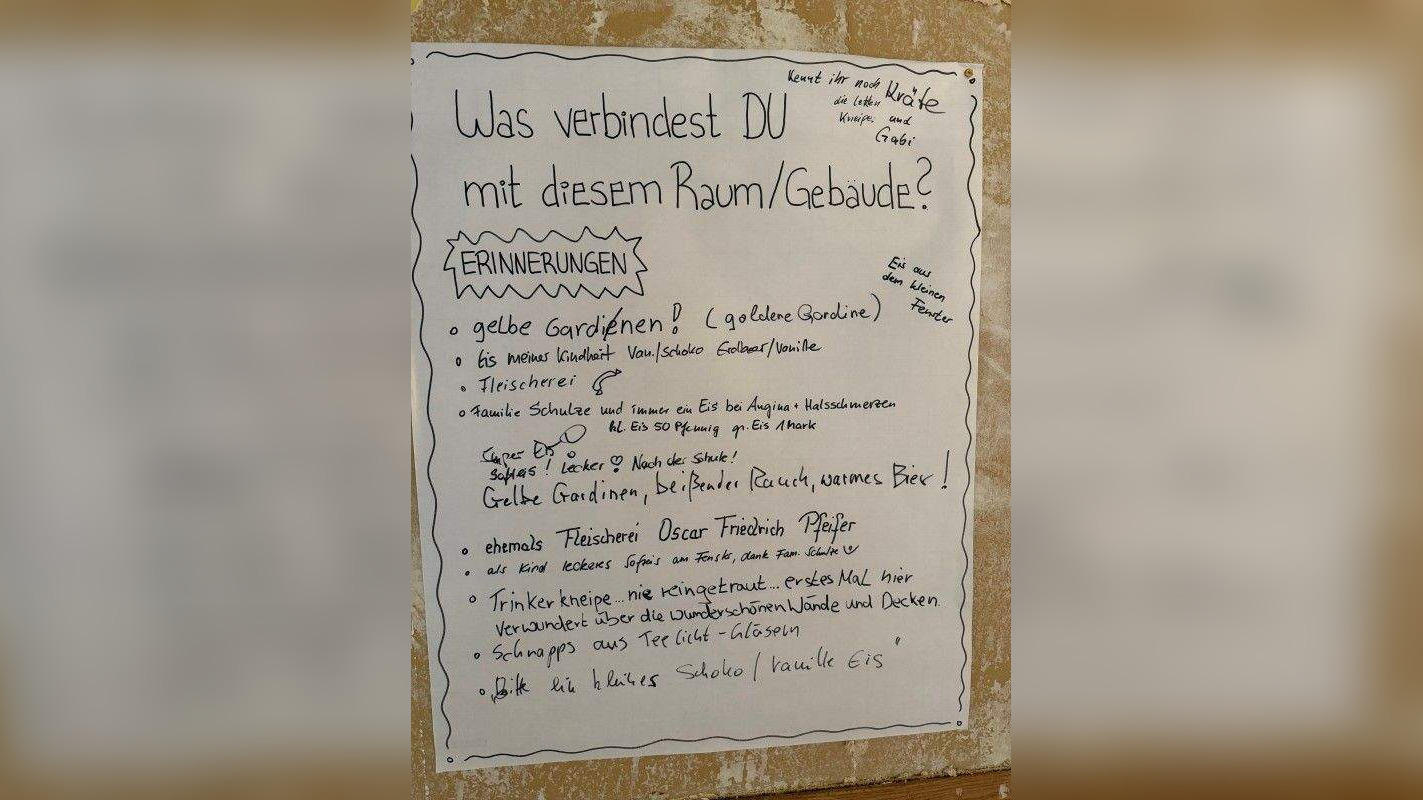 Kennt ihr noch Kräte
die letzten
Kneipe. und
Gabi
Was verbindest DU
mit diesem Raum/Gebäude?
ERINNERUNGEN
Eis aus
dem kleinen
Fenster
gelbe Gardienen! (goldene Gardine)
Eis meiner Kindheit Van./Schoko Erdbeer/Vanille
Fleischerei
Familie Schulze und immer ein Eis bei Angina + Halsschmerzen
kl. Eis 50 Pfennig gr. Eis 1 Mark
Super Eis
Softeis! Lecker! Nach der Schule!
Gelbe Gardinen, beißender Rauch, warmes Bier!
ehemals Fleischerei Oscar Friedrich Pfeifer
als Kind leckeres Softeis am Fenster, dank Fam. Schulze
Trinkerkneipe...nie reingetraut...erstes Mal hier
Verwundert über die wunderschönen Wände und Decken.
Schnapps aus Teelicht-Gläsern
„Bitte ein kleines Schoko/Vanille Eis"